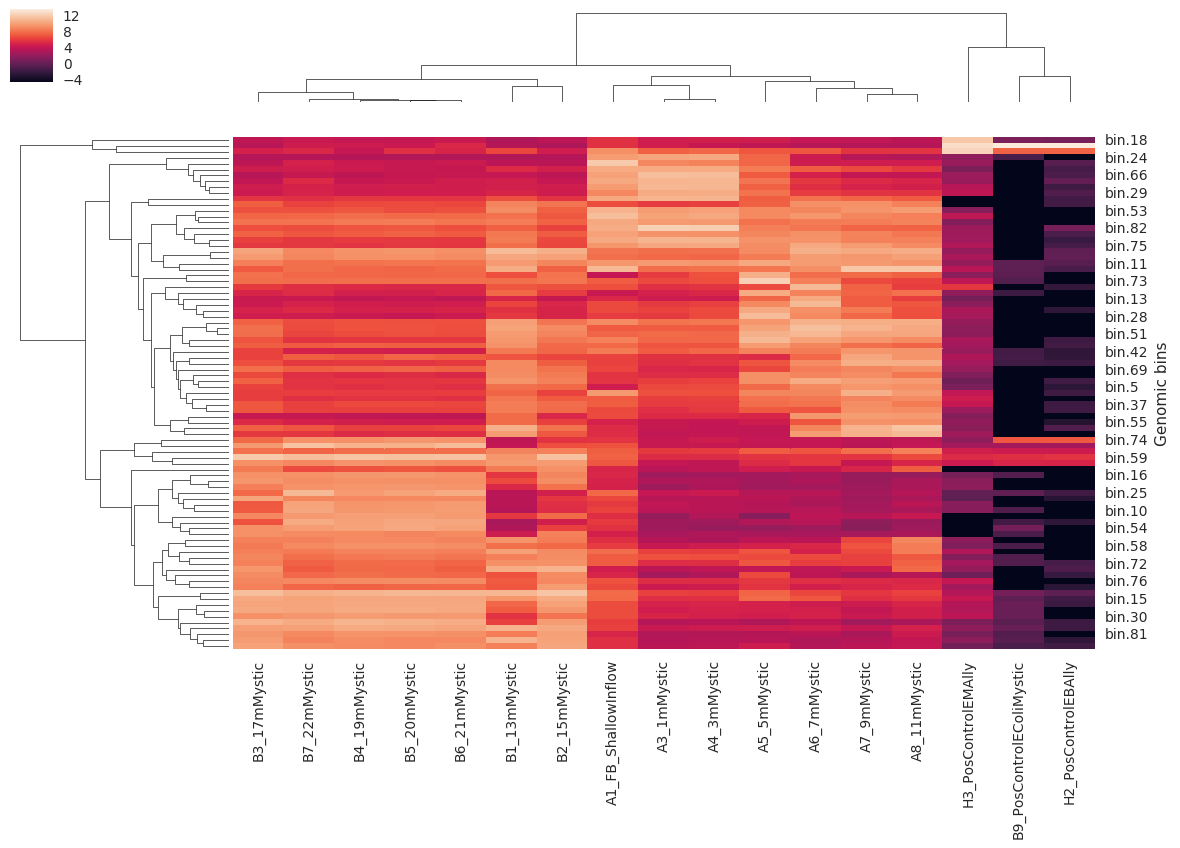 12
8
4
0
−4
bin.18
bin.24
bin.66
bin.29
bin.53
bin.82
bin.75
bin.11
bin.73
bin.13
bin.28
bin.51
bin.42
bin.69
bin.5
bin.37
bin.55
bin.74
bin.59
bin.16
bin.25
bin.10
bin.54
bin.58
bin.72
bin.76
bin.15
bin.30
bin.81
Genomic bins
B3_17mMystic
B7_22mMystic
B4_19mMystic
B5_20mMystic
B6_21mMystic
B1_13mMystic
B2_15mMystic
A1_FB_ShallowInflow
A3_1mMystic
A4_3mMystic
A5_5mMystic
A6_7mMystic
A7_9mMystic
A8_11mMystic
H3_PosControlEMAlly
B9_PosControlEColiMystic
H2_PosControlEBAlly